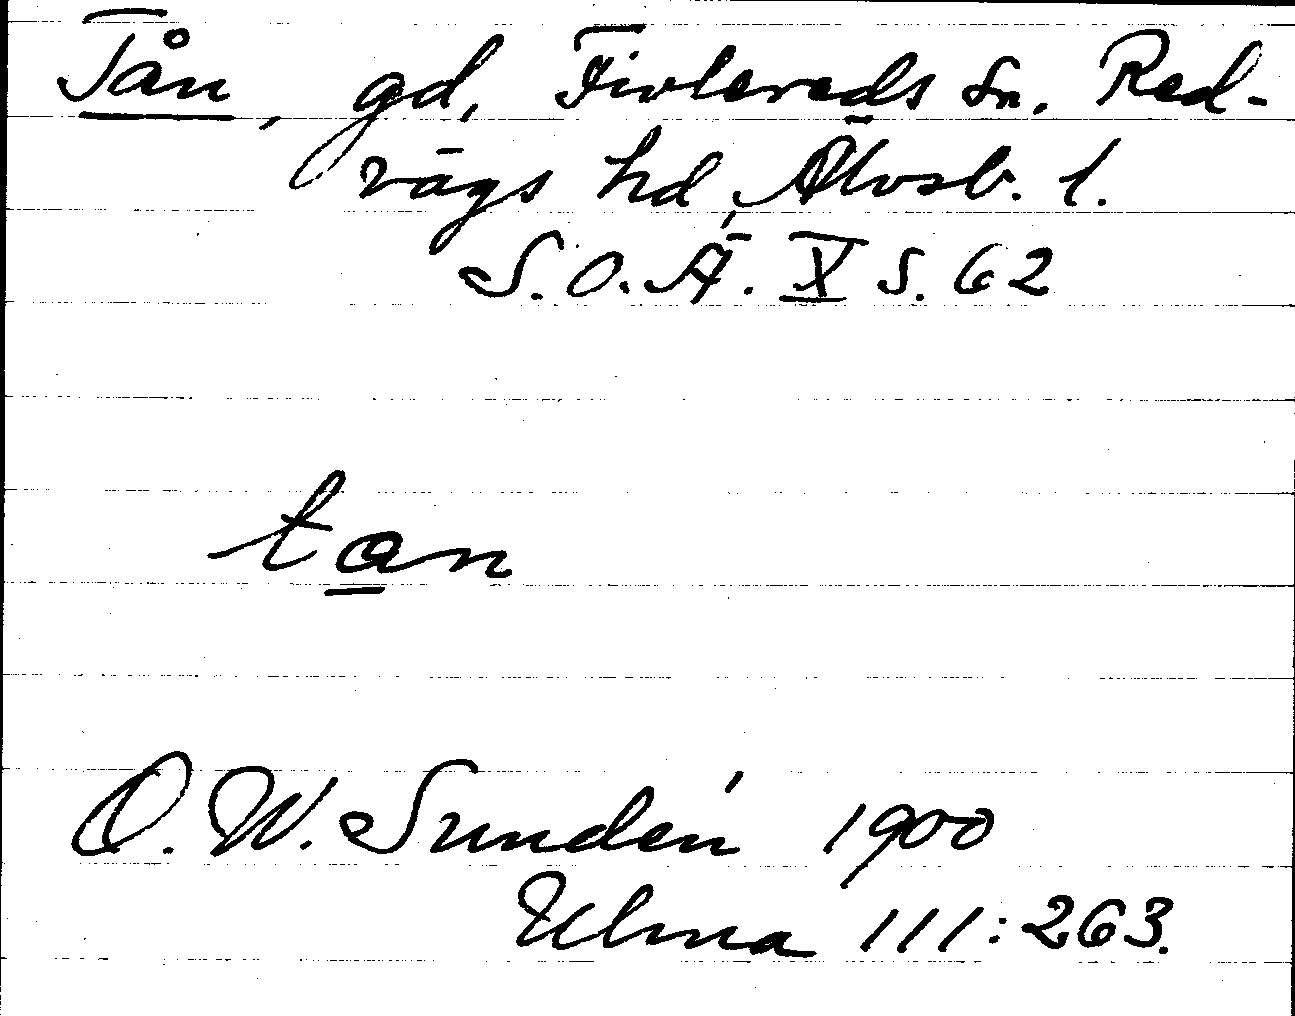 Tån, gd, Fivlereds sn, Red-
vägs hd, Älvsb. l.
S.O.Ä. X s. 62
tan
O.W. Sundén 1900
Ulma 111:263.